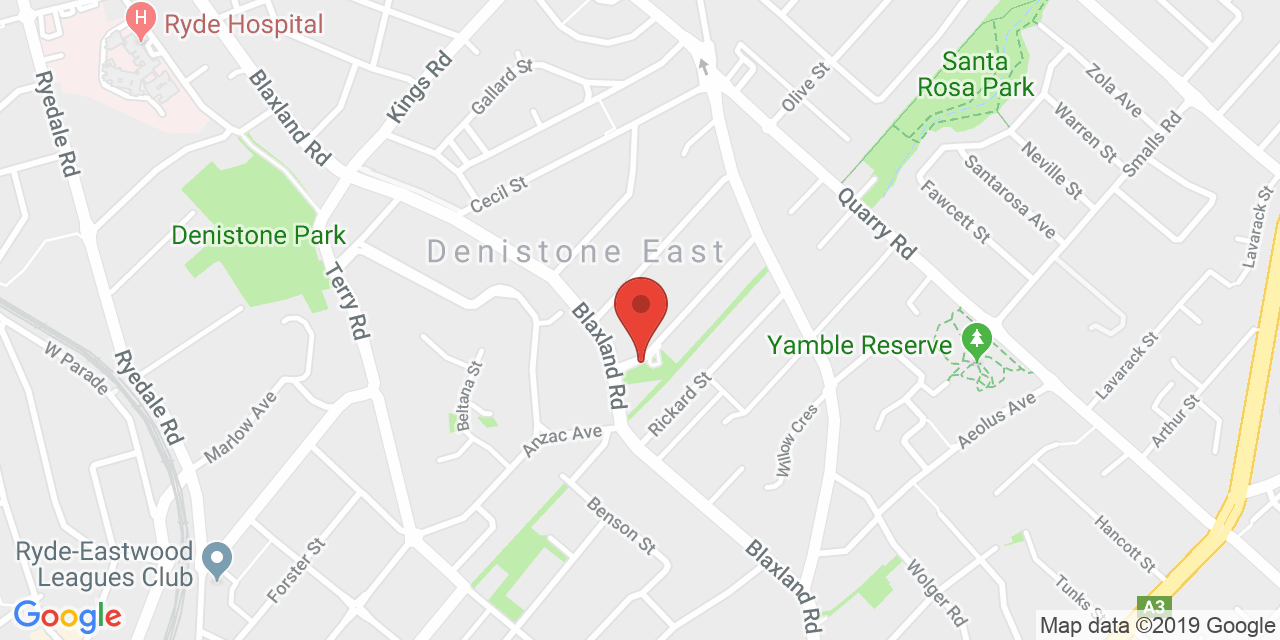 H
Ryde Hospital
Ryedale Rd
Blaxland Rd
Kings Rd
Gallard St
Olive St
Santa
Rosa Park
Zola Ave
Warren St
Smalls Rd
Neville St
Santarosa Ave
Fawcett St
Cecil St
Quarry Rd
Lavarack St
Denistone Park
Denistone East
Terry Rd
Blaxland Rd
Yamble Reserve
W Parade
Ryedale Rd
Marlow Ave
Beltana St
Anzac Ave
Rickard St
Willow Cres
Aeolus Ave
Lavarack St
Arthur St
Benson St
Hancott St
Ryde-Eastwood
Leagues Club
Forster St
Blaxland Rd
Wolger Rd
Tunks St
A3
Google
Map data ©2019 Google